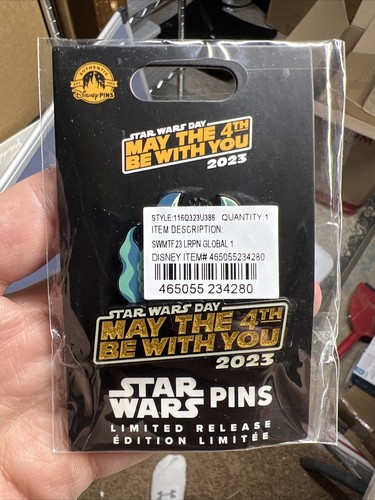 AUTHENTIC
Disney PINS
STAR WARS DAY
MAY THE 4TH
BE WITH YOU
2023
STYLE:116Q323U386 QUANTITY:1
ITEM DESCRIPTION:
SWMTF23 LRPN GLOBAL 1
DISNEY ITEM# 465055234280
465055 234280
STAR WARS DAY
MAY THE 4TH
BE WITH YOU
2023
STAR
WARS PINS
LIMITED RELEASE
ÉDITION LIMITÉE